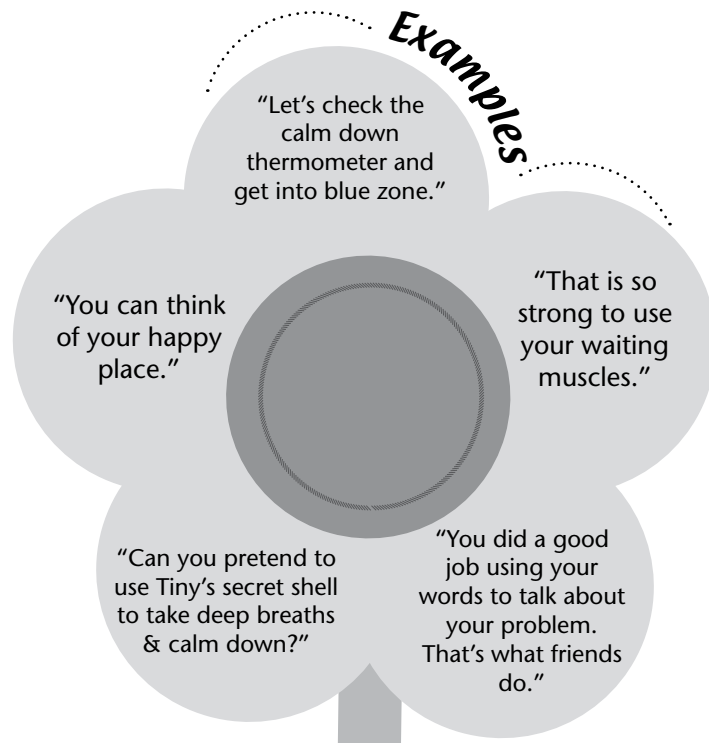 Examples
“Let’s check the
calm down
thermometer and
get into blue zone.”
“That is so
strong to use
your waiting
muscles.”
“You did a good
job using your
words to talk about
your problem.
That’s what friends
do.”
“Can you pretend to
use Tiny’s secret shell
to take deep breaths
& calm down?”
“You can think
of your happy
place.”